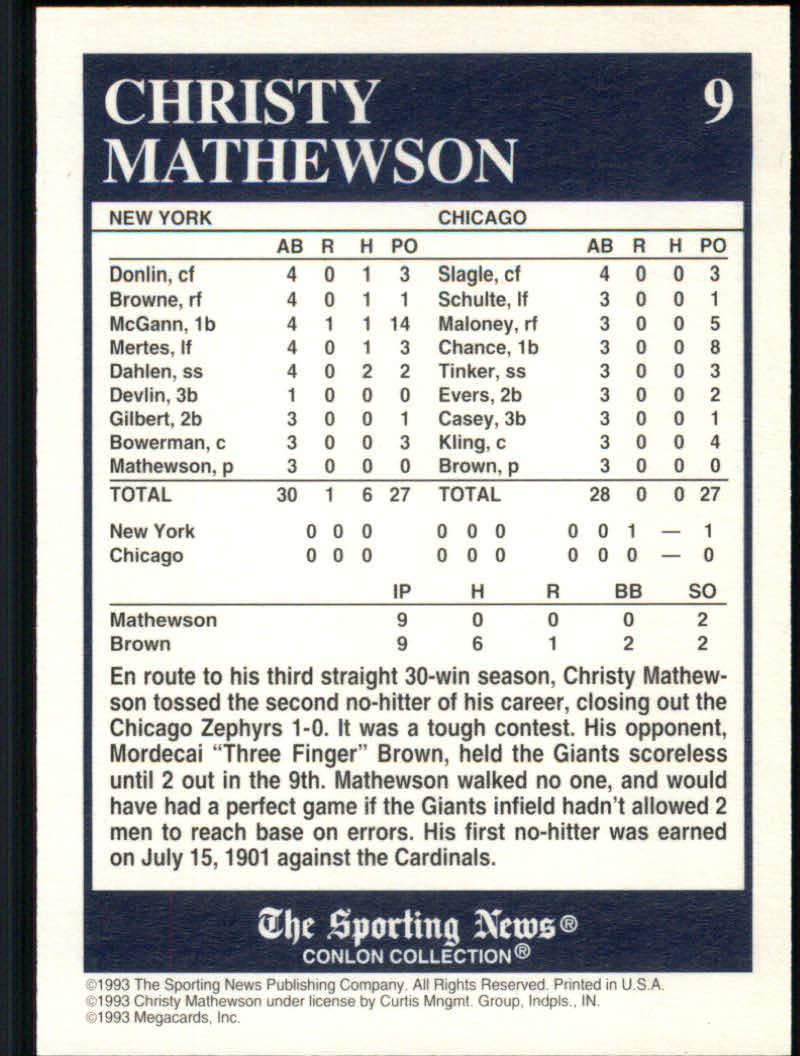 CHRISTY 9
MATHEWSON
NEW YORK CHICAGO
AB R H PO AB R H PO
Donlin, cf 4 0 1 3 Slagle, cf 4 0 0 3
Browne, rf 4 0 1 1 Schulte, lf 3 0 0 1
McGann, 1b 4 1 1 14 Maloney, rf 3 0 0 5
Mertes, lf 4 0 1 3 Chance, 1b 3 0 0 8
Dahlen, ss 4 0 2 2 Tinker, ss 3 0 0 3
Devlin, 3b 1 0 0 0 Evers, 2b 3 0 0 2
Gilbert, 2b 3 0 0 1 Casey, 3b 3 0 0 1
Bowerman, c 3 0 0 3 Kling, c 3 0 0 4
Mathewson, p 3 0 0 0 Brown, p 3 0 0 0
TOTAL 30 1 6 27 TOTAL 28 0 0 27
New York 0 0 0 0 0 0 0 0 1 — 1
Chicago 0 0 0 0 0 0 0 0 0 — 0
IP H R BB SO
Mathewson 9 0 0 0 2
Brown 9 6 1 2 2
En route to his third straight 30-win season, Christy Mathew-
son tossed the second no-hitter of his career, closing out the
Chicago Zephyrs 1-0. It was a tough contest. His opponent,
Mordecai “Three Finger” Brown, held the Giants scoreless
until 2 out in the 9th. Mathewson walked no one, and would
have had a perfect game if the Giants infield hadn't allowed 2
men to reach base on errors. His first no-hitter was earned
on July 15, 1901 against the Cardinals.
The Sporting News®
CONLON COLLECTION®
©1993 The Sporting News Publishing Company. All Rights Reserved. Printed in U.S.A.
©1993 Christy Mathewson under license by Curtis Mngmt. Group, Indpls., IN.
©1993 Megacards, Inc.